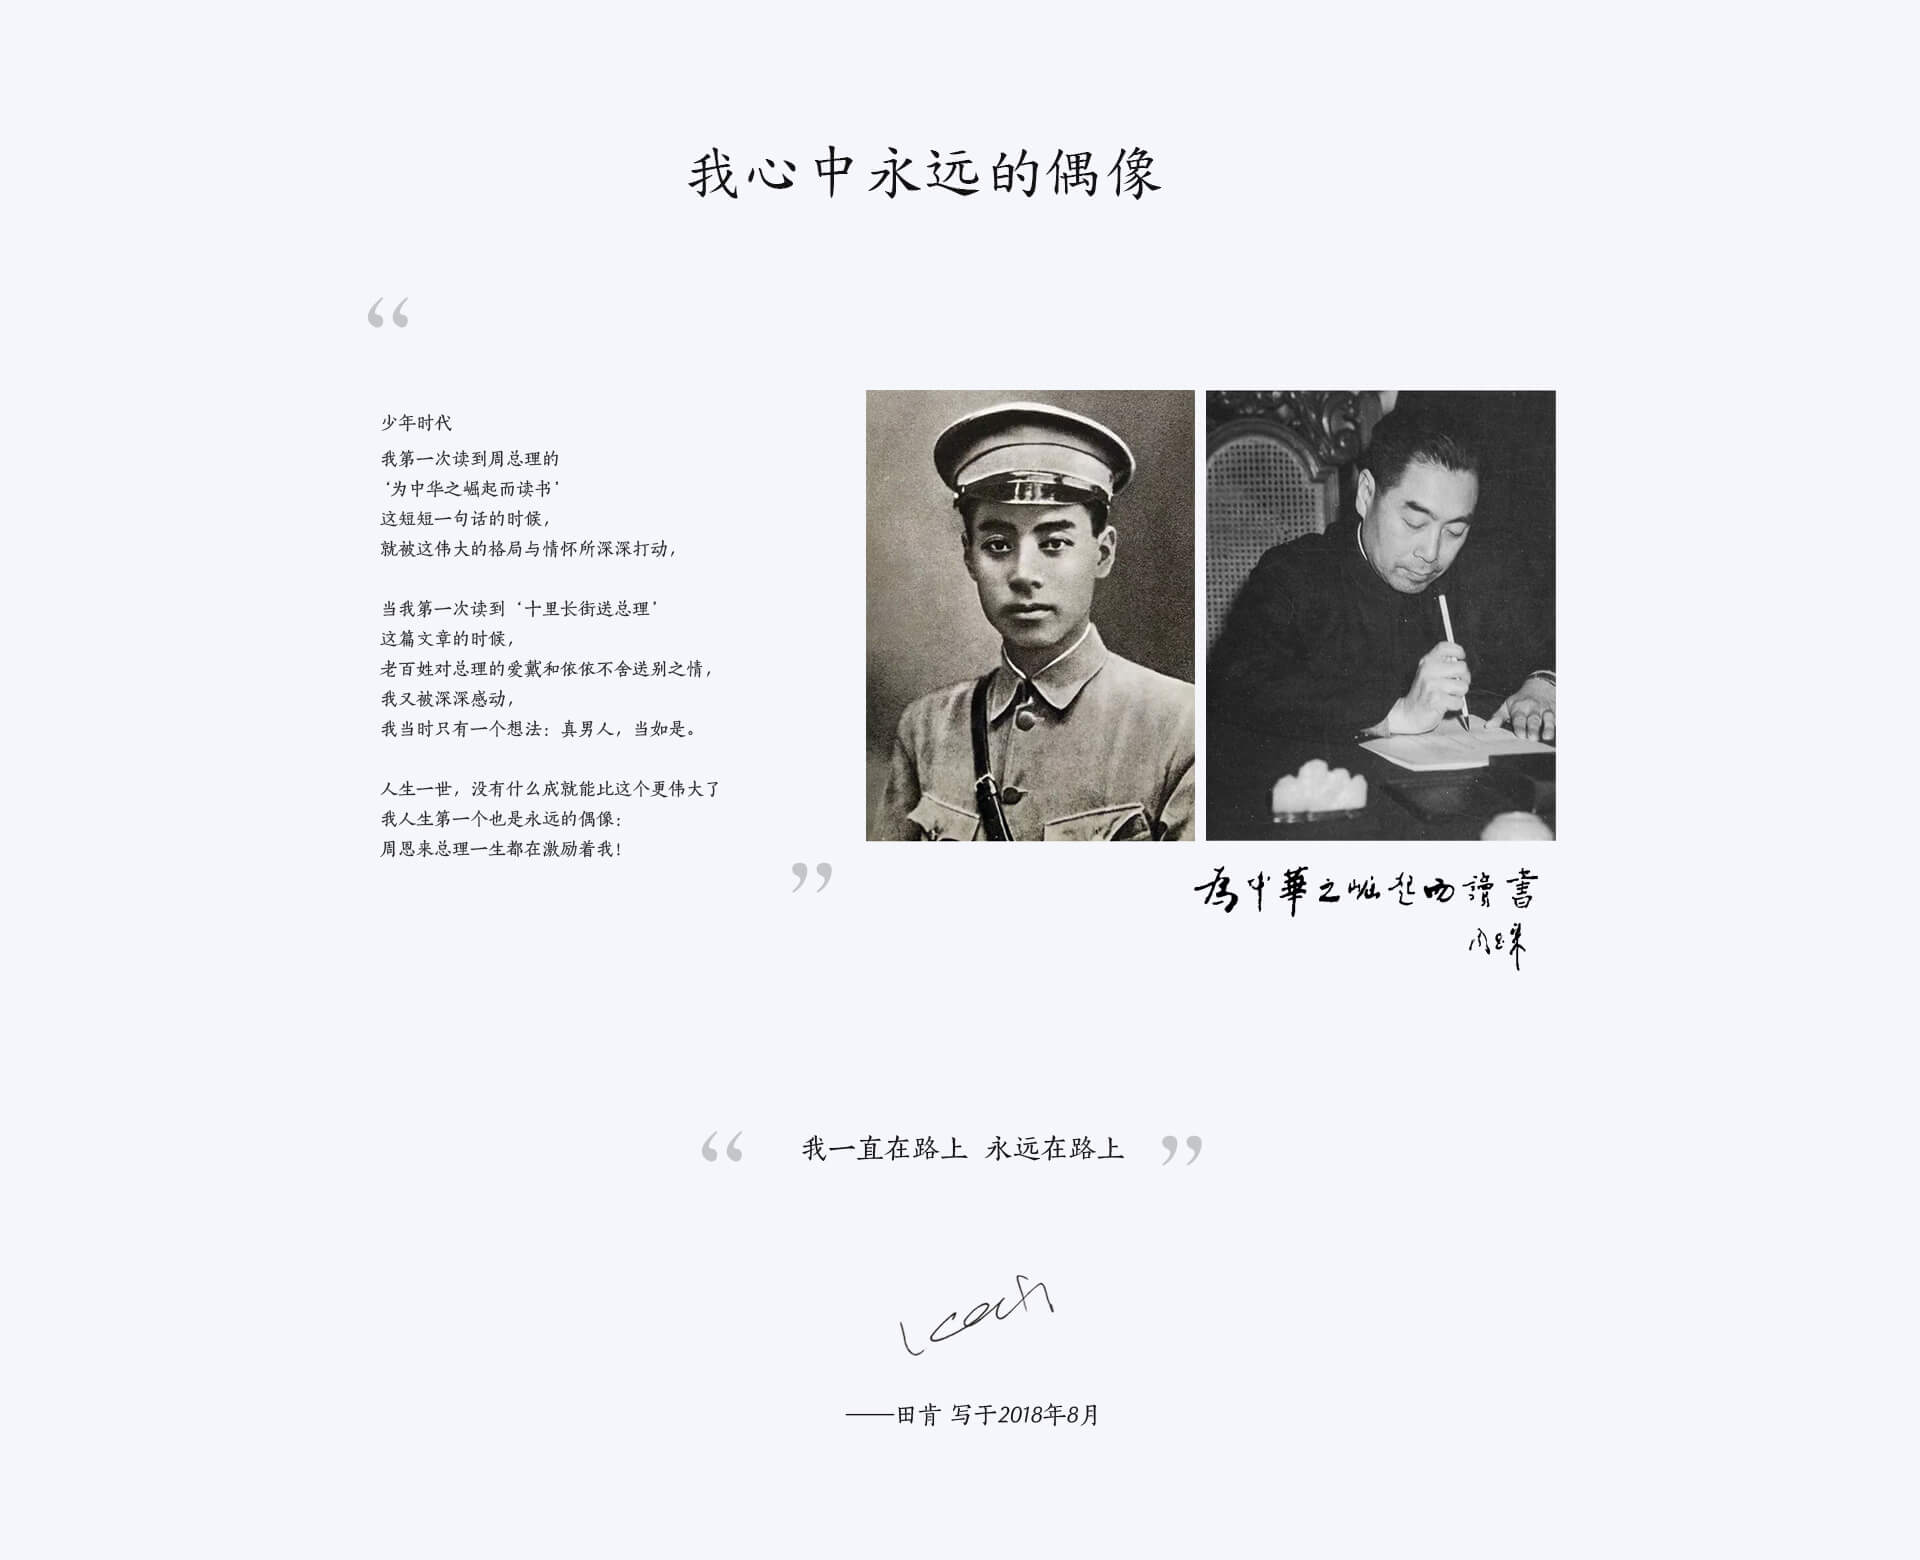 我心中永远的偶像
“
少年时代
我第一次读到周总理的
‘为中华之崛起而读书’
这短短一句话的时候，
就被这伟大的格局与情怀所深深打动，
当我第一次读到‘十里长街送总理’
这篇文章的时候，
老百姓对总理的爱戴和依依不舍送别之情，
我又被深深感动，
我当时只有一个想法：真男人，当如是。
人生一世，没有什么成就能比这个更伟大了
我人生第一个也是永远的偶像：
周恩来总理一生都在激励着我！
”
為中華之崛起而讀書
周恩来
“ 我一直在路上 永远在路上 ”
——田肯 写于2018年8月